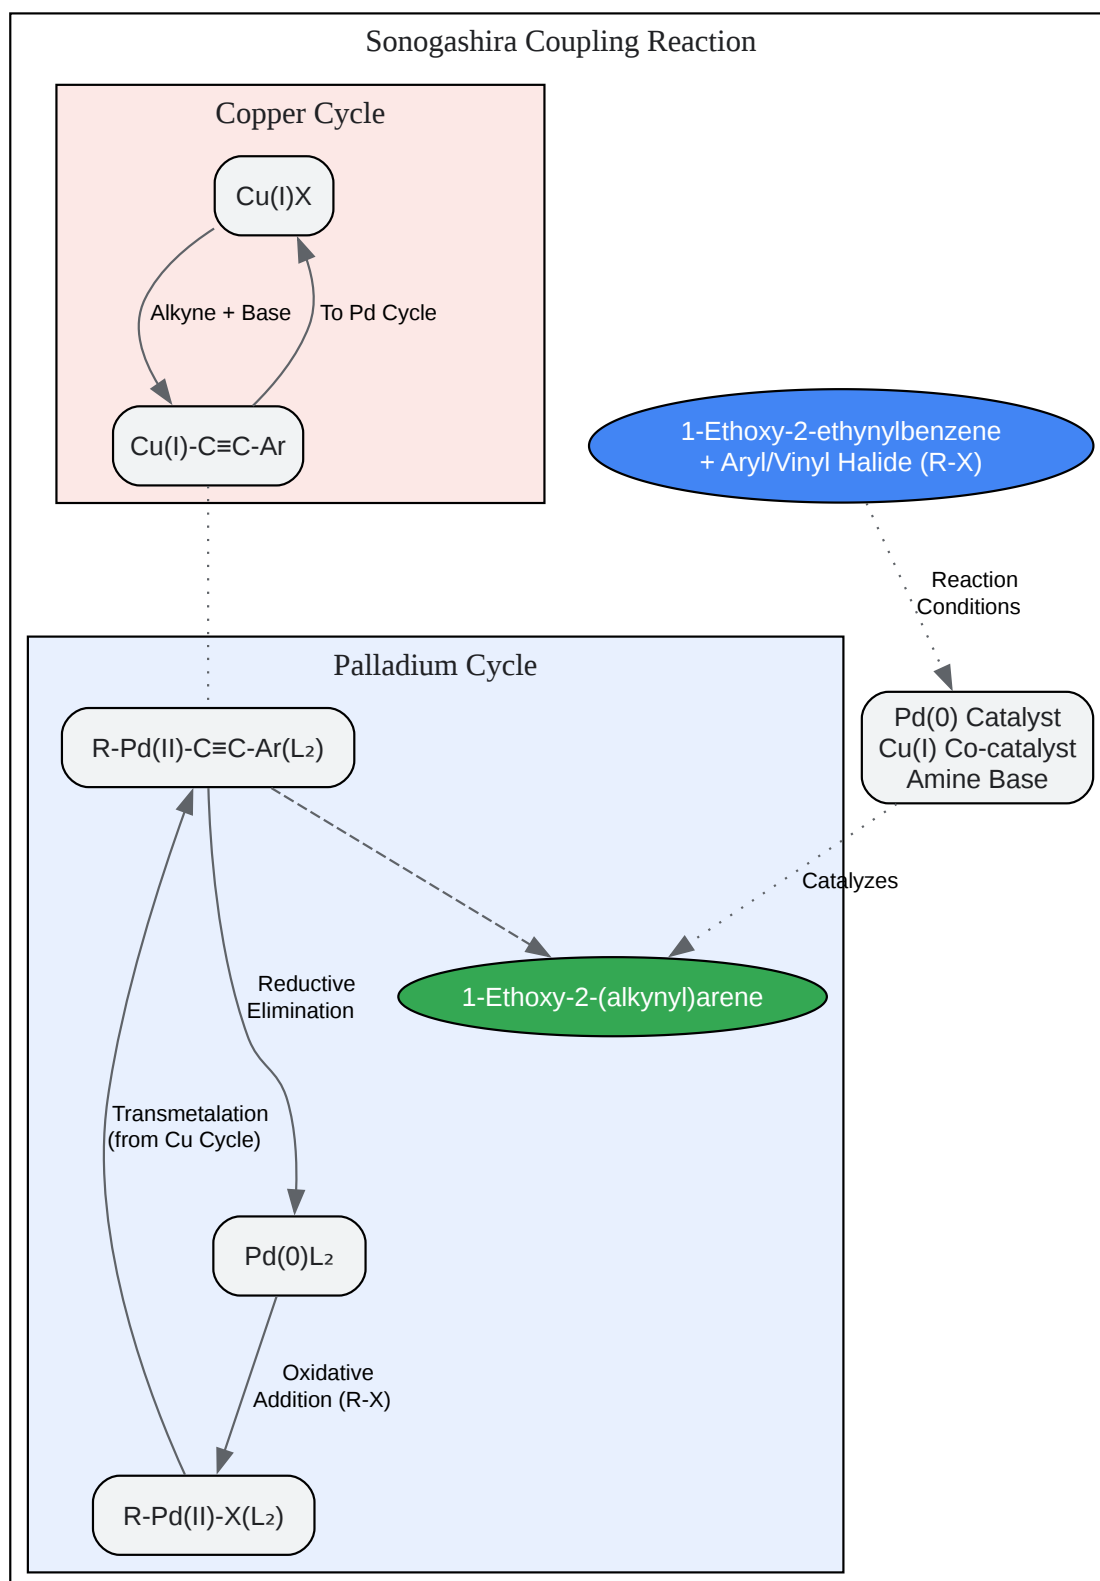 Sonogashira Coupling Reaction
Copper Cycle
Cu(I)X
Alkyne + Base
To Pd Cycle
Cu(I)-C≡C-Ar
1-Ethoxy-2-ethynylbenzene
+ Aryl/Vinyl Halide (R-X)
Reaction
Conditions
Palladium Cycle
R-Pd(II)-C≡C-Ar(L₂)
Pd(0) Catalyst
Cu(I) Co-catalyst
Amine Base
Catalyzes
Reductive
Elimination
1-Ethoxy-2-(alkynyl)arene
Transmetalation
(from Cu Cycle)
Pd(0)L₂
Oxidative
Addition (R-X)
R-Pd(II)-X(L₂)